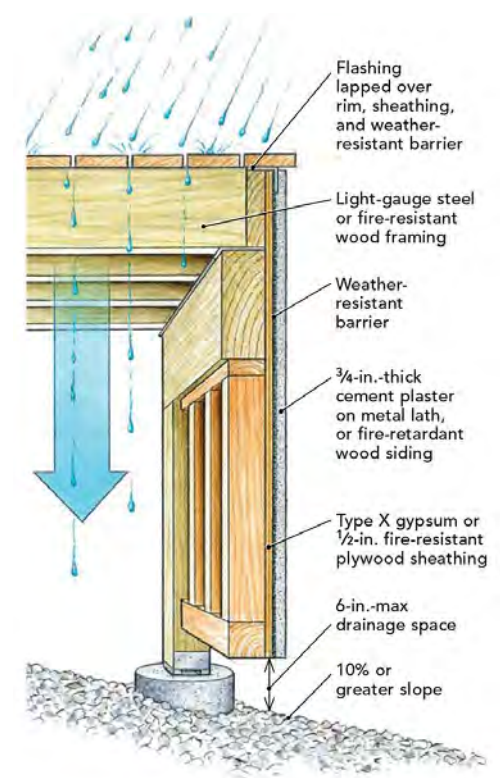 Flashing
lapped over
rim, sheathing,
and weather-
resistant barrier
Light-gauge steel
or fire-resistant
wood framing
Weather-
resistant
barrier
3⁄4-in.-thick
cement plaster
on metal lath,
or fire-retardant
wood siding
Type X gypsum or
1⁄2-in. fire-resistant
plywood sheathing
6-in.-max
drainage space
10% or
greater slope